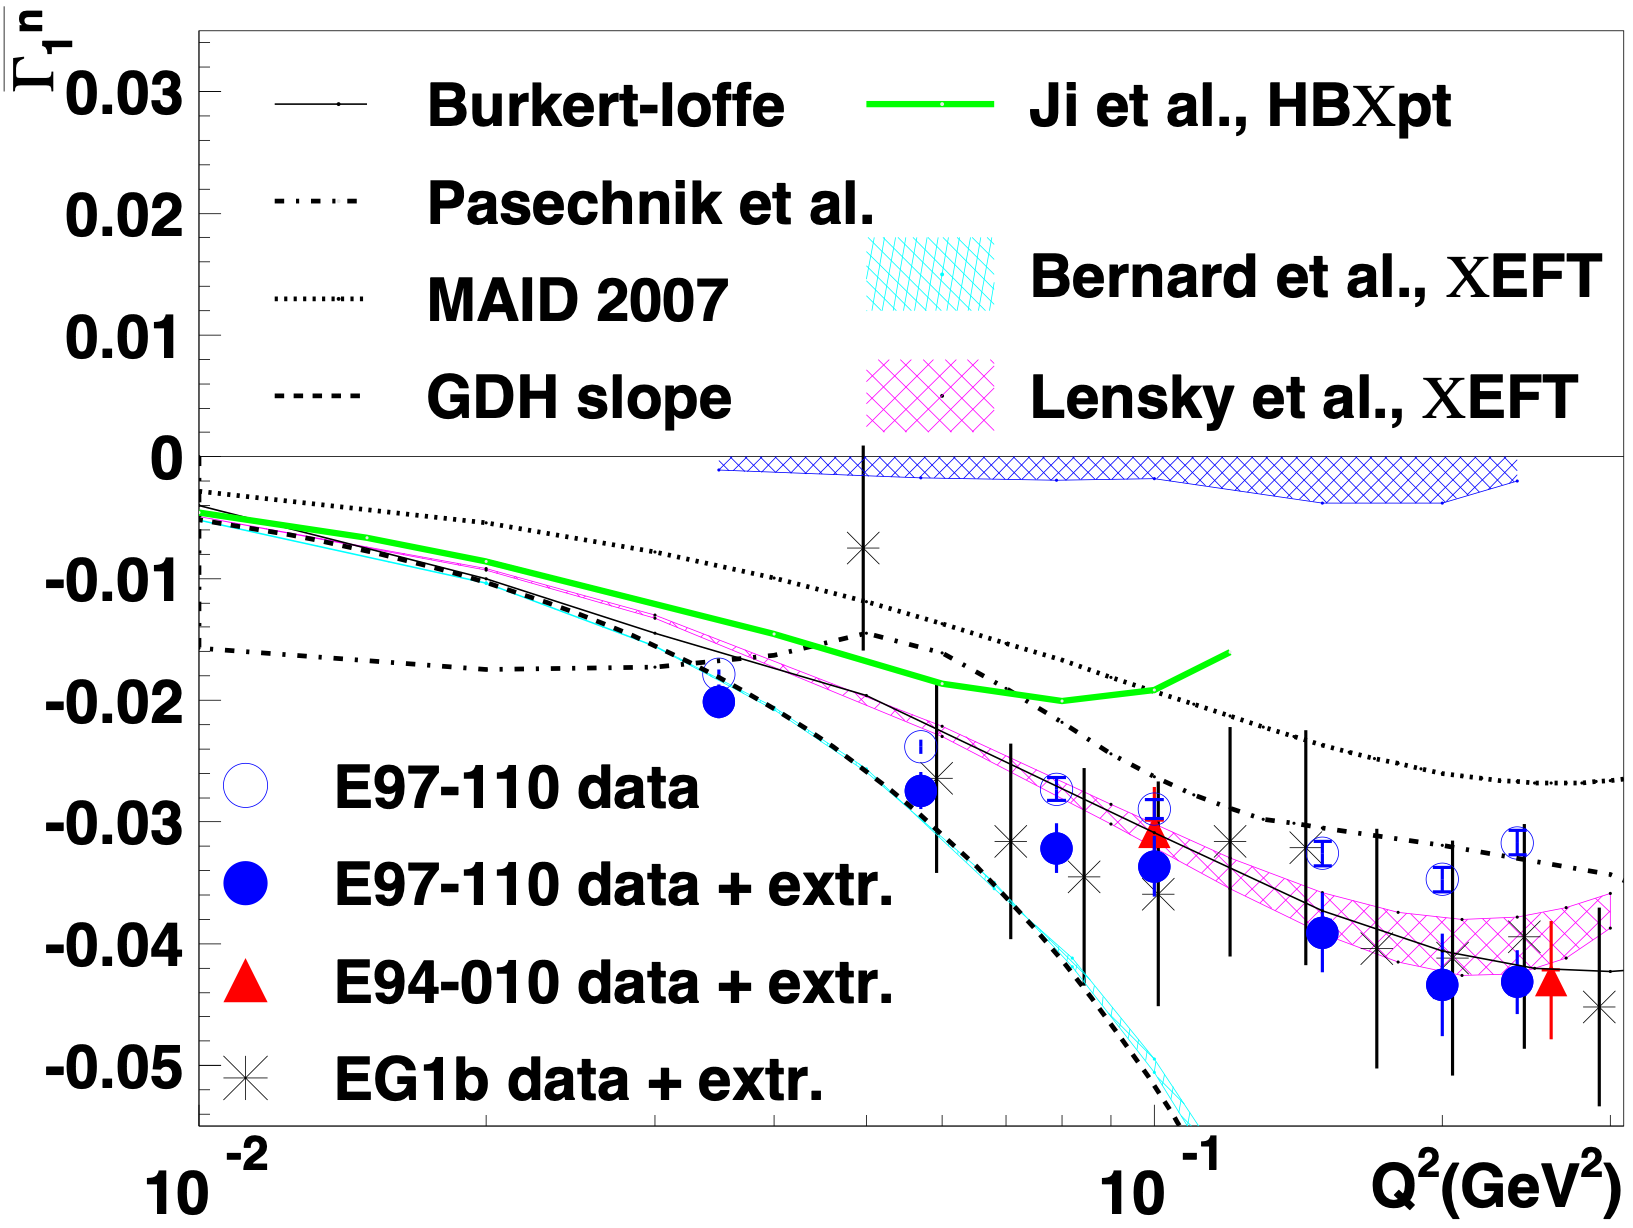 Γ̅₁ⁿ
0.03
0.02
0.01
0
-0.01
-0.02
-0.03
-0.04
-0.05
Burkert-Ioffe
Pasechnik et al.
MAID 2007
GDH slope
Ji et al., HBχpt
Bernard et al., χEFT
Lensky et al., χEFT
E97-110 data
E97-110 data + extr.
E94-010 data + extr.
EG1b data + extr.
10⁻²
10⁻¹
Q²(GeV²)